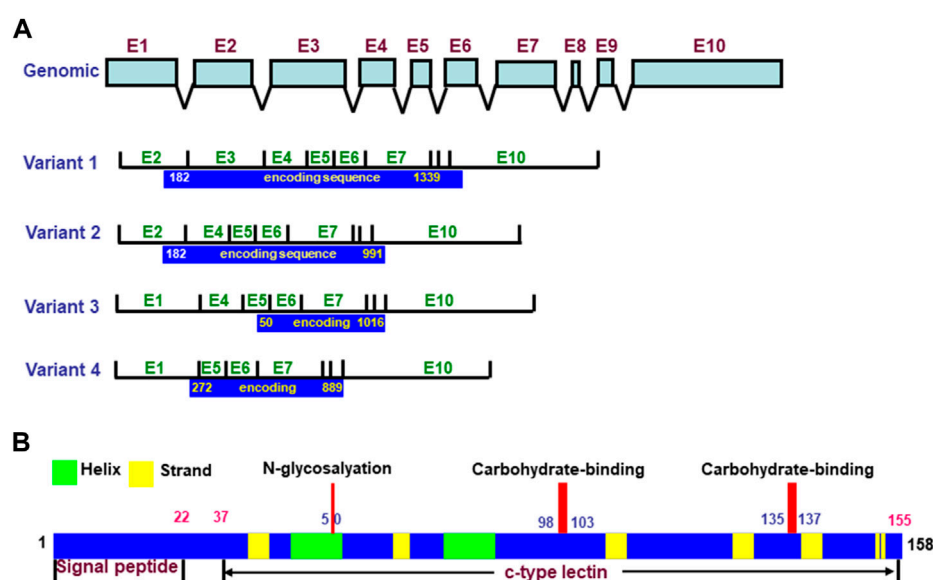 A
E1 E2 E3 E4 E5 E6 E7 E8 E9 E10
Genomic
Variant 1 E2 E3 E4 E5 E6 E7 E10
182 encoding sequence 1339
Variant 2 E2 E4 E5 E6 E7 E10
182 encoding sequence 991
Variant 3 E1 E4 E5 E6 E7 E10
50 encoding 1016
Variant 4 E1 E5 E6 E7 E10
272 encoding 889
B
Helix Strand N-glycosalyation Carbohydrate-binding Carbohydrate-binding
22 37 50 98 103 135 137 155
1 158
Signal peptide c-type lectin